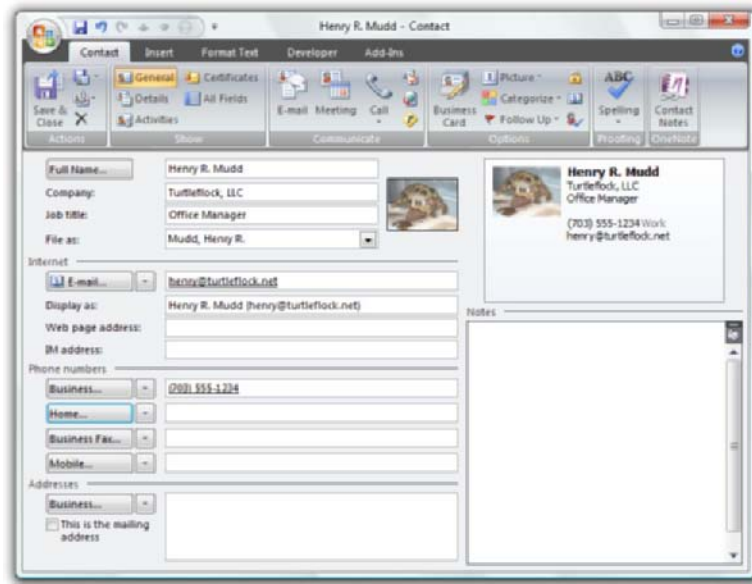 Henry R. Mudd - Contact
Contact Insert Format Text Developer Add-Ins
Save & Close
General
Details
Activities
Certificates
All Fields
E-mail Meeting Call
Business Card
Picture
Categorize
Follow Up
ABC
Spelling
Contact Notes
Actions Show Communicate Options Proofing OneNote
Full Name... Henry R. Mudd
Company: Turtleflock, LLC
Job title: Office Manager
File as: Mudd, Henry R.
Henry R. Mudd
Turtleflock, LLC
Office Manager
(703) 555-1234 Work
henry@turtleflock.net
Internet
E-mail... henry@turtleflock.net
Display as: Henry R. Mudd (henry@turtleflock.net)
Web page address:
IM address:
Phone numbers
Business... (703) 555-1234
Home...
Business Fax...
Mobile...
Addresses
Business...
This is the mailing
address
Notes